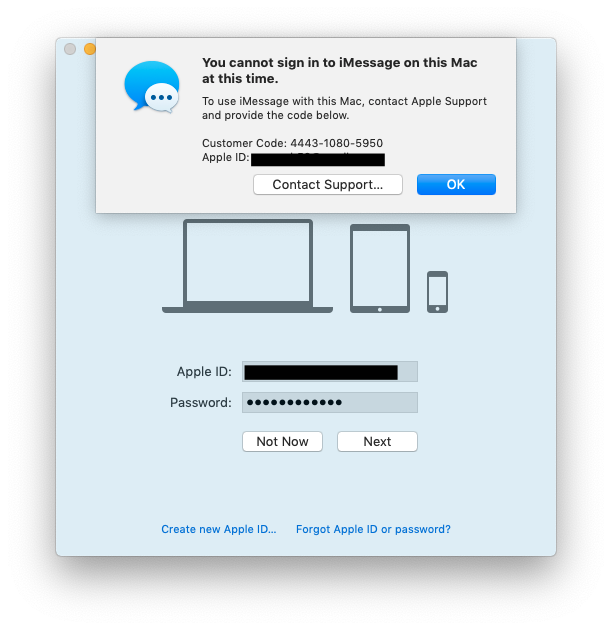 You cannot sign in to iMessage on this Mac
at this time.
To use iMessage with this Mac, contact Apple Support
and provide the code below.
Customer Code: 4443-1080-5950
Apple ID:
Contact Support...
OK
Apple ID:
Password: ●●●●●●●●●●●●
Not Now
Next
Create new Apple ID...
Forgot Apple ID or password?